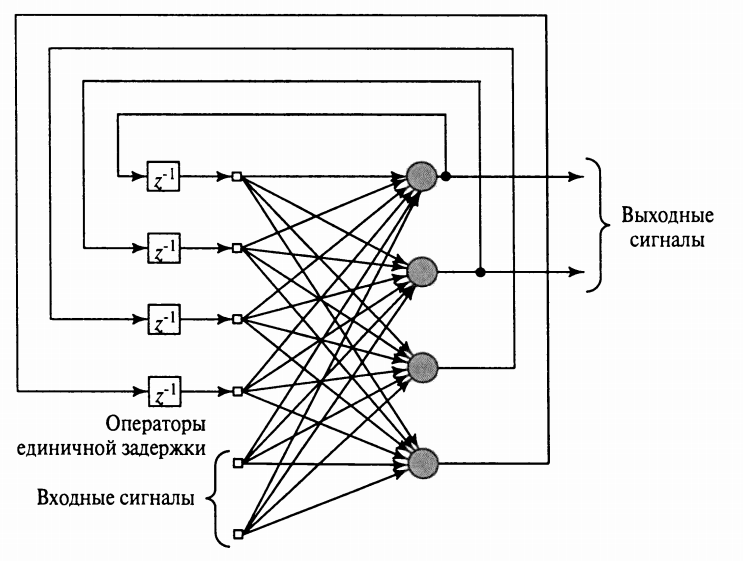 z⁻¹
z⁻¹
z⁻¹
z⁻¹
Операторы
единичной задержки
Входные сигналы
Выходные
сигналы